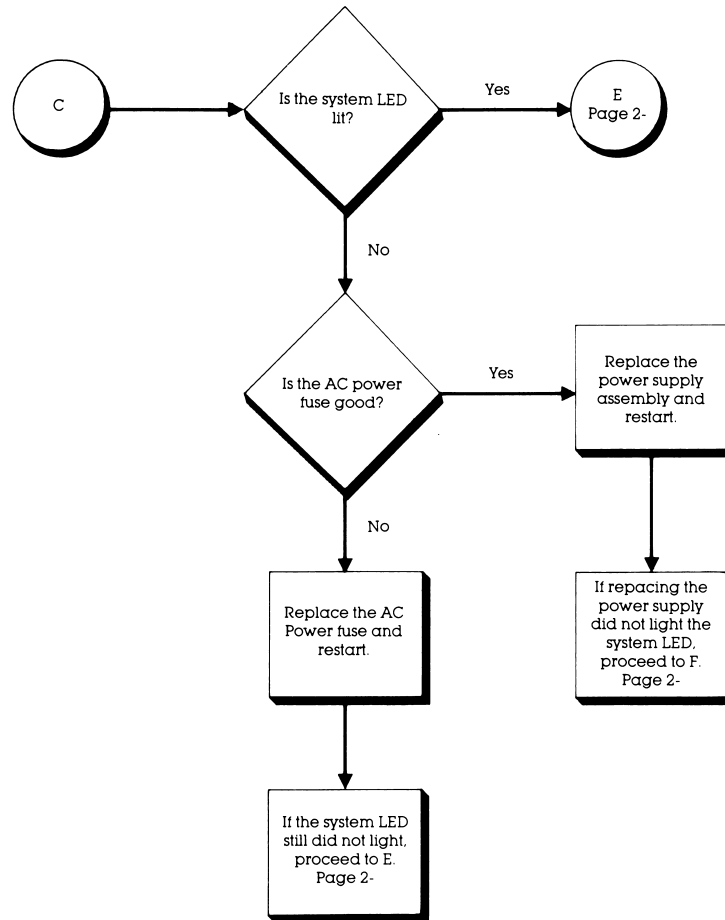 C
Is the system LED
lit?
Yes
E
Page 2-
No
Is the AC power
fuse good?
Yes
Replace the
power supply
assembly and
restart.
No
Replace the AC
Power fuse and
restart.
If repacing the
power supply
did not light the
system LED,
proceed to F.
Page 2-
If the system LED
still did not light,
proceed to E.
Page 2-